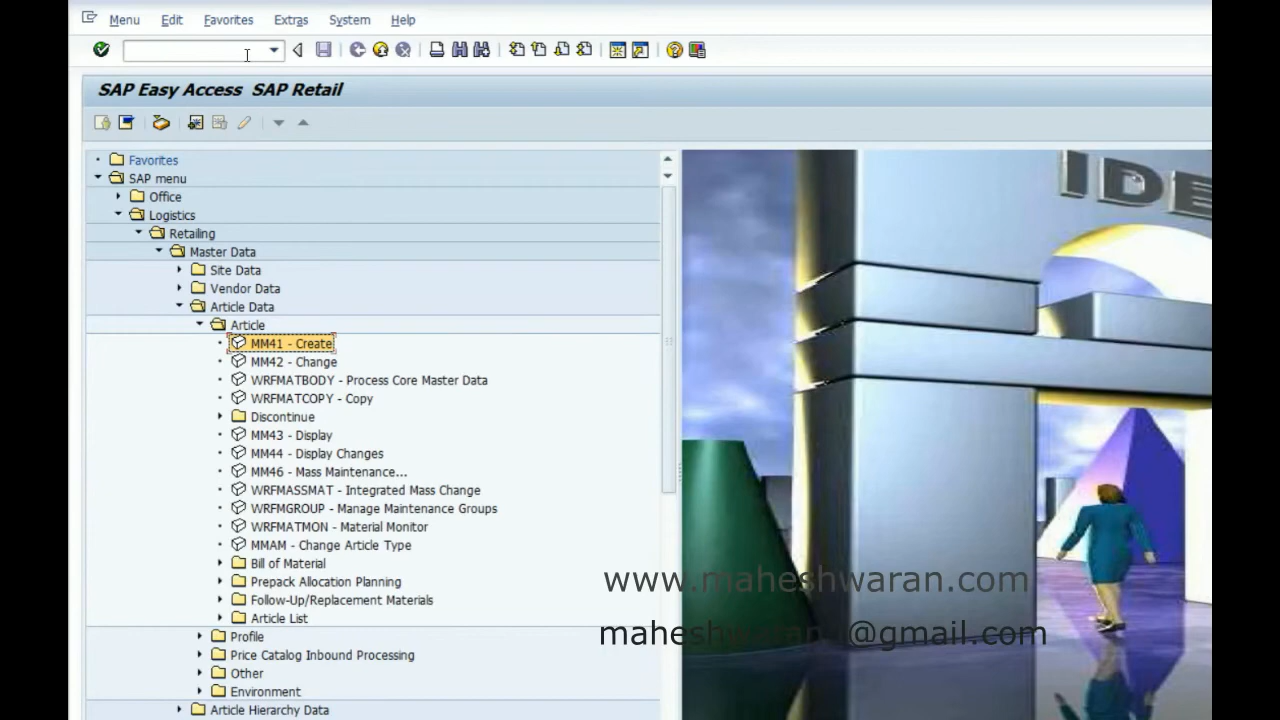 Menu Edit Favorites Extras System Help
SAP Easy Access SAP Retail
Favorites
SAP menu
Office
Logistics
Retailing
Master Data
Site Data
Vendor Data
Article Data
Article
MM41 - Create
MM42 - Change
WRFMATBODY - Process Core Master Data
WRFMATCOPY - Copy
Discontinue
MM43 - Display
MM44 - Display Changes
MM46 - Mass Maintenance...
WRFMASSMAT - Integrated Mass Change
WRFMGROUP - Manage Maintenance Groups
WRFMATMON - Material Monitor
MMAM - Change Article Type
Bill of Material
Prepack Allocation Planning
Follow-Up/Replacement Materials
Article List
Profile
Price Catalog Inbound Processing
Other
Environment
Article Hierarchy Data
IDE
www.maheshwaran.com